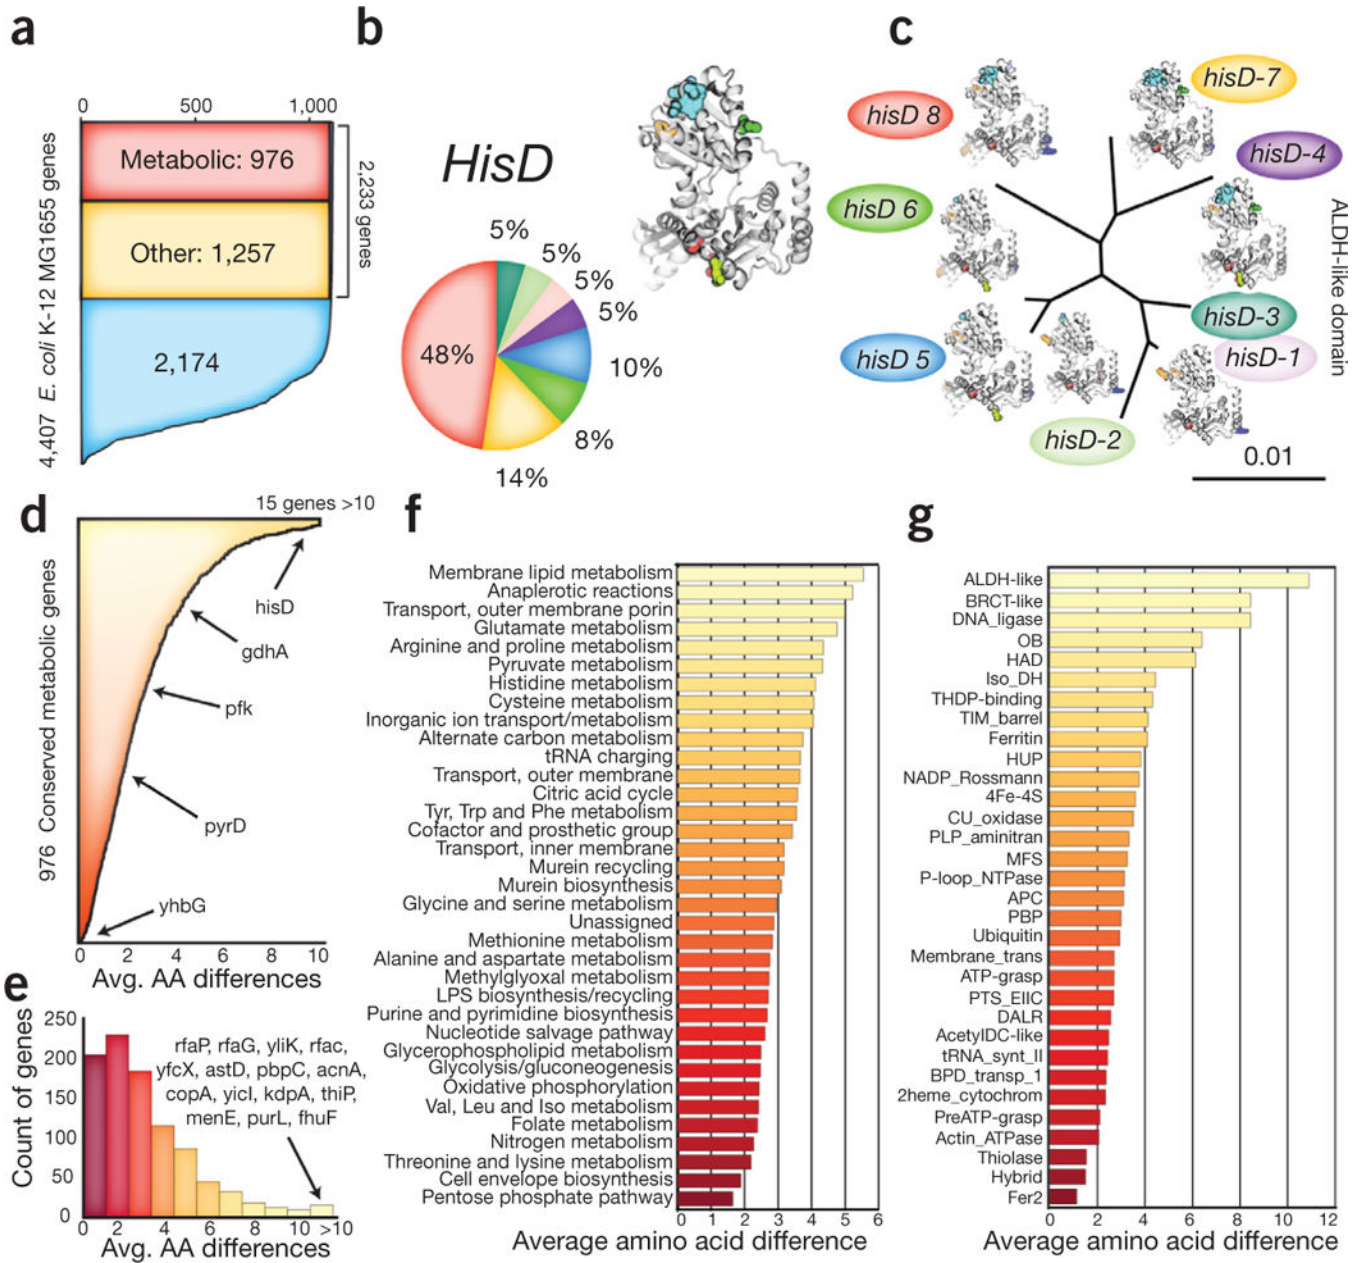 a
0
500
1,000
4,407 E. coli K-12 MG1655 genes
Metabolic: 976
Other: 1,257
2,174
2,233 genes
b
HisD
5%
5%
5%
5%
10%
8%
14%
48%
c
hisD 8
hisD-7
hisD-4
hisD 6
hisD-3
hisD-1
hisD 5
hisD-2
0.01
ALDH-like domain
d
15 genes >10
976 Conserved metabolic genes
hisD
gdhA
pfk
pyrD
yhbG
0 2 4 6 8 10
Avg. AA differences
e
Count of genes
250
200
150
100
50
0
rfaP, rfaG, yliK, rfac,
yfcX, astD, pbpC, acnA,
copA, yicI, kdpA, thiP,
menE, purL, fhuF
0 2 4 6 8 10 >10
Avg. AA differences
f
Membrane lipid metabolism
Anaplerotic reactions
Transport, outer membrane porin
Glutamate metabolism
Arginine and proline metabolism
Pyruvate metabolism
Histidine metabolism
Cysteine metabolism
Inorganic ion transport/metabolism
Alternate carbon metabolism
tRNA charging
Transport, outer membrane
Citric acid cycle
Tyr, Trp and Phe metabolism
Cofactor and prosthetic group
Transport, inner membrane
Murein recycling
Murein biosynthesis
Glycine and serine metabolism
Unassigned
Methionine metabolism
Alanine and aspartate metabolism
Methylglyoxal metabolism
LPS biosynthesis/recycling
Purine and pyrimidine biosynthesis
Nucleotide salvage pathway
Glycerophospholipid metabolism
Glycolysis/gluconeogenesis
Oxidative phosphorylation
Val, Leu and Iso metabolism
Folate metabolism
Nitrogen metabolism
Threonine and lysine metabolism
Cell envelope biosynthesis
Pentose phosphate pathway
0 1 2 3 4 5 6
Average amino acid difference
g
ALDH-like
BRCT-like
DNA_ligase
OB
HAD
Iso_DH
THDP-binding
TIM_barrel
Ferritin
HUP
NADP_Rossmann
4Fe-4S
CU_oxidase
PLP_aminitran
MFS
P-loop_NTPase
APC
PBP
Ubiquitin
Membrane_trans
ATP-grasp
PTS_EIIC
DALR
AcetylDC-like
tRNA_synt_II
BPD_transp_1
2heme_cytochrom
PreATP-grasp
Actin_ATPase
Thiolase
Hybrid
Fer2
0 2 4 6 8 10 12
Average amino acid difference